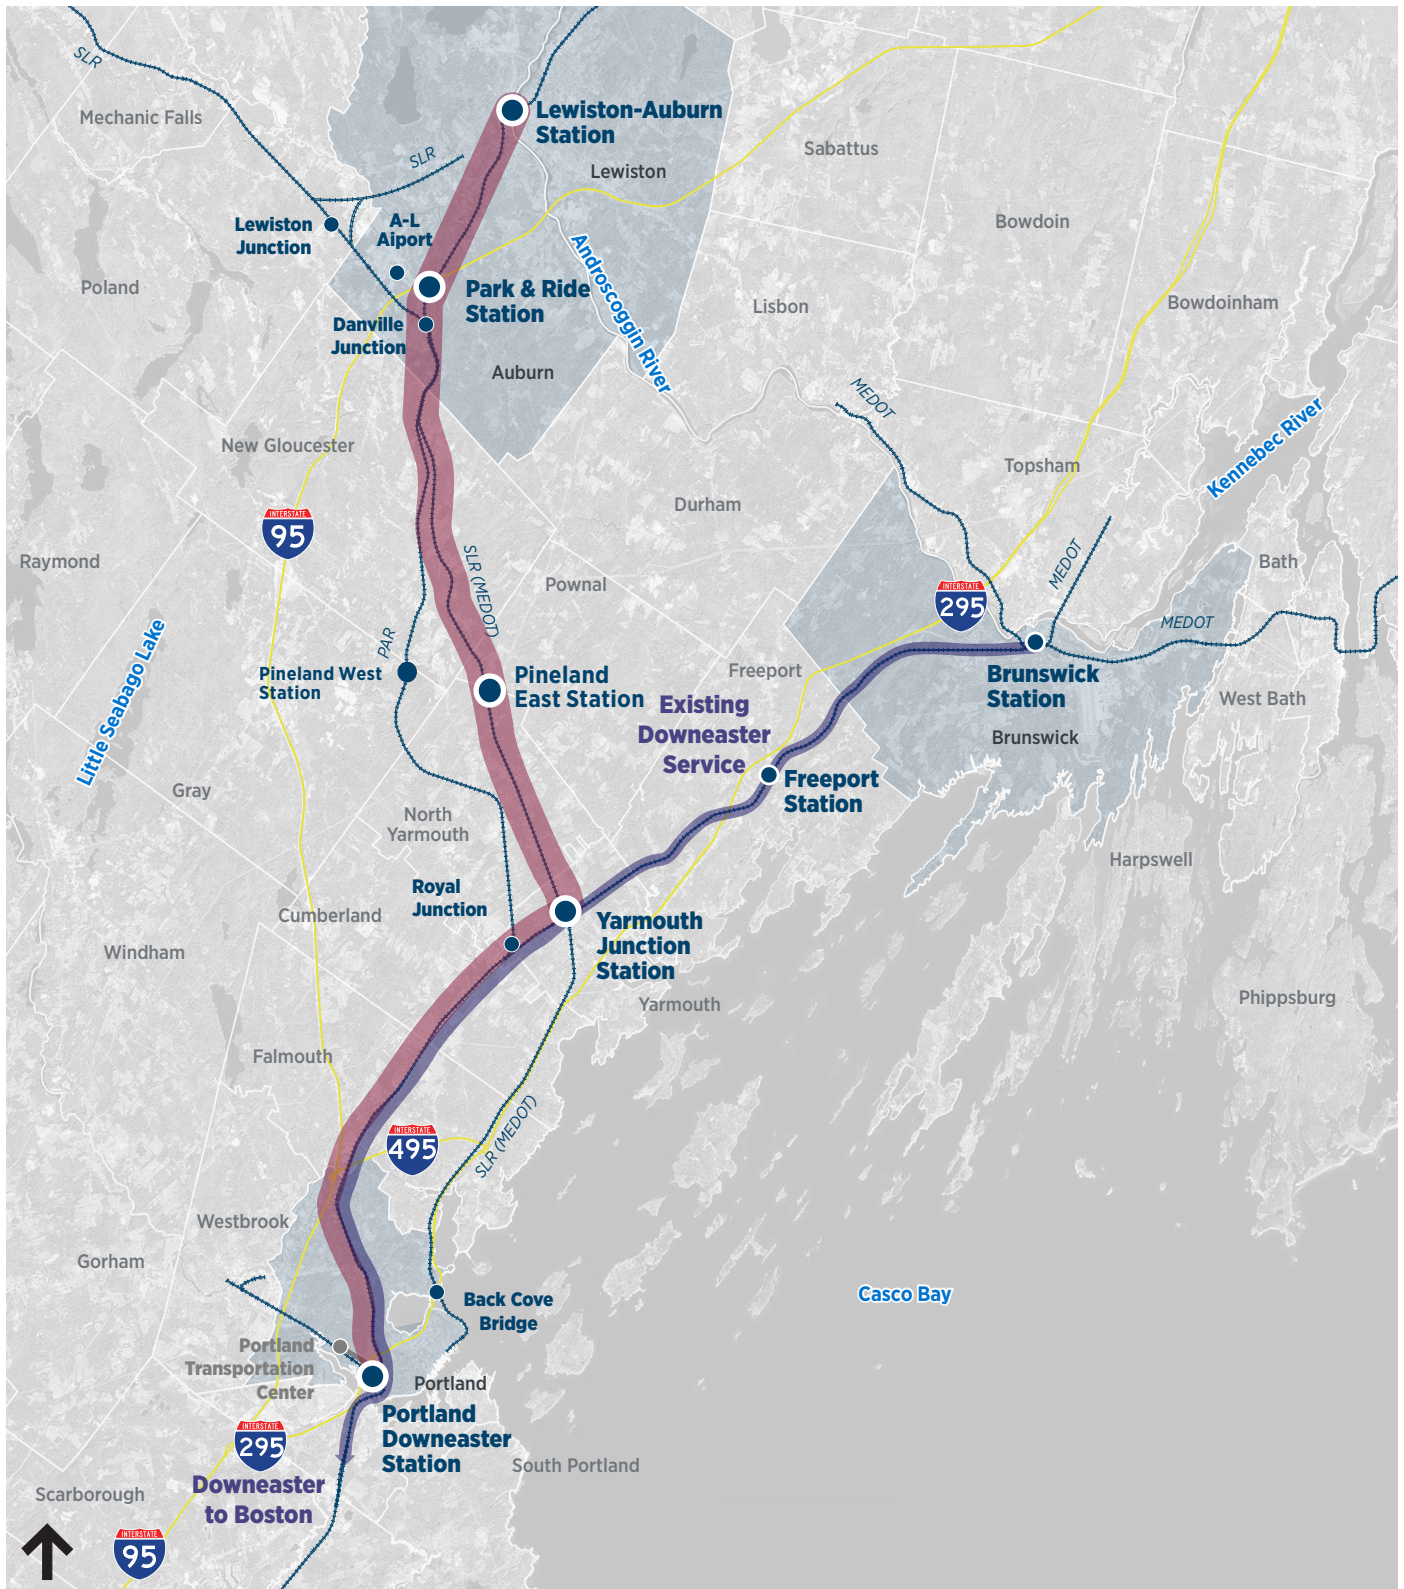 SLR
Mechanic Falls
Lewiston-Auburn
Station
Sabattus
SLR
Lewiston
Lewiston
Junction
A-L
Aiport
Bowdoin
Androscoggin River
Poland
Park & Ride
Station
Lisbon
Bowdoinham
Danville
Junction
Auburn
MEDOT
New Gloucester
Kennebec River
Topsham
Durham
INTERSTATE
95
Raymond
SLR (MEDOT)
Pownal
MEDOT
Bath
INTERSTATE
295
MEDOT
PAR
Little Seabago Lake
Pineland West
Station
Pineland
East Station
Freeport
Brunswick
Station
West Bath
Existing
Downeaster
Service
Brunswick
Freeport
Station
Gray
North
Yarmouth
Harpswell
Royal
Junction
Cumberland
Yarmouth
Junction
Station
Windham
Yarmouth
Phippsburg
Falmouth
INTERSTATE
495
SLR (MEDOT)
Westbrook
Gorham
Back Cove
Bridge
Casco Bay
Portland
Transportation
Center
Portland
Portland
Downeaster
Station
INTERSTATE
295
South Portland
Downeaster
to Boston
Scarborough
INTERSTATE
95